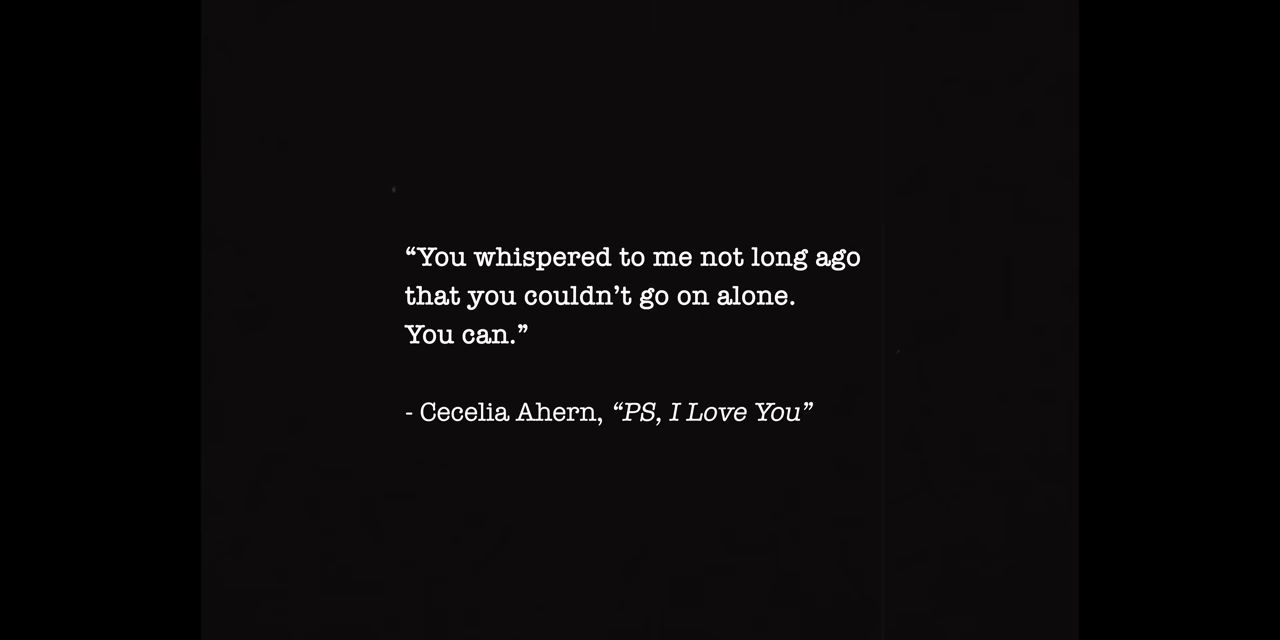 “You whispered to me not long ago
that you couldn’t go on alone.
You can.”
- Cecelia Ahern, “PS, I Love You”